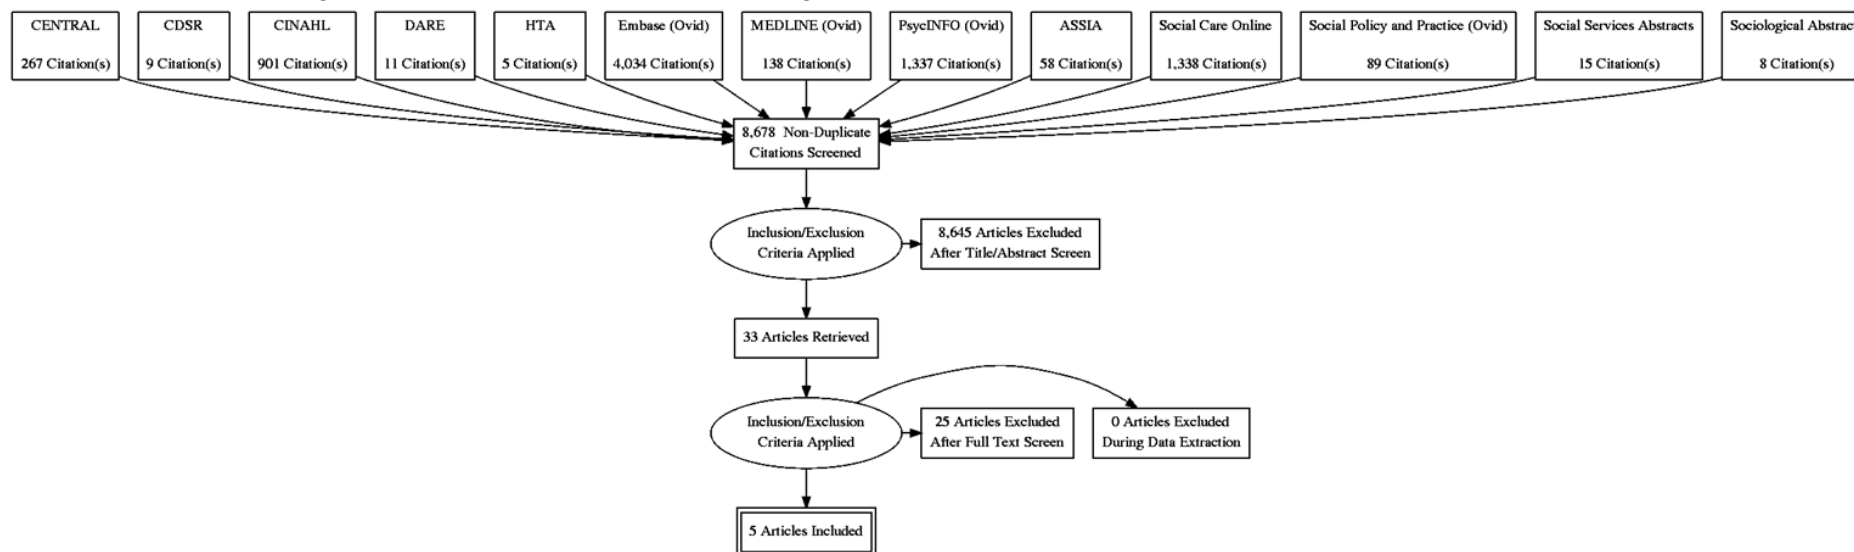 CENTRAL
267 Citation(s)
CDSR
9 Citation(s)
CINAHL
901 Citation(s)
DARE
11 Citation(s)
HTA
5 Citation(s)
Embase (Ovid)
4,034 Citation(s)
MEDLINE (Ovid)
138 Citation(s)
PsycINFO (Ovid)
1,337 Citation(s)
ASSIA
58 Citation(s)
Social Care Online
1,338 Citation(s)
Social Policy and Practice (Ovid)
89 Citation(s)
Social Services Abstracts
15 Citation(s)
Sociological Abstrac
8 Citation(s)
8,678 Non-Duplicate
Citations Screened
Inclusion/Exclusion
Criteria Applied
8,645 Articles Excluded
After Title/Abstract Screen
33 Articles Retrieved
Inclusion/Exclusion
Criteria Applied
25 Articles Excluded
After Full Text Screen
0 Articles Excluded
During Data Extraction
5 Articles Included